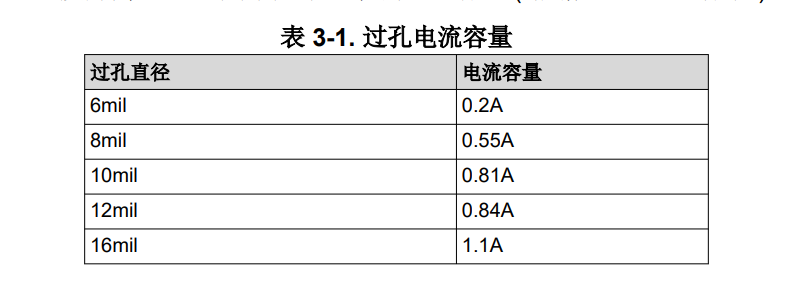 表 3-1. 过孔电流容量
过孔直径 电流容量
6mil 0.2A
8mil 0.55A
10mil 0.81A
12mil 0.84A
16mil 1.1A